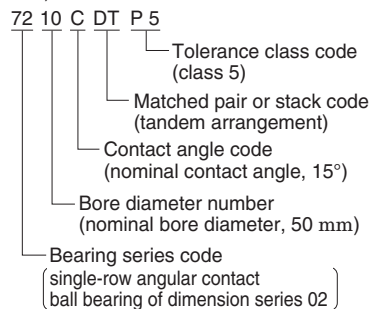 72 10 C DT P 5
Tolerance class code
(class 5)
Matched pair or stack code
(tandem arrangement)
Contact angle code
(nominal contact angle, 15°)
Bore diameter number
(nominal bore diameter, 50 mm)
Bearing series code
(single-row angular contact
ball bearing of dimension series 02)